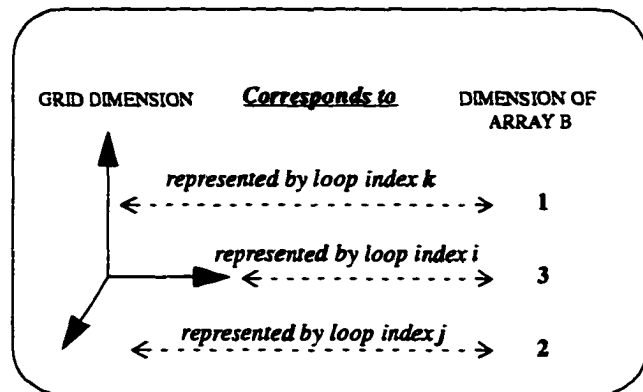 GRID DIMENSION Corresponds to DIMENSION OF
ARRAY B
represented by loop index k 1
represented by loop index i 3
represented by loop index j 2